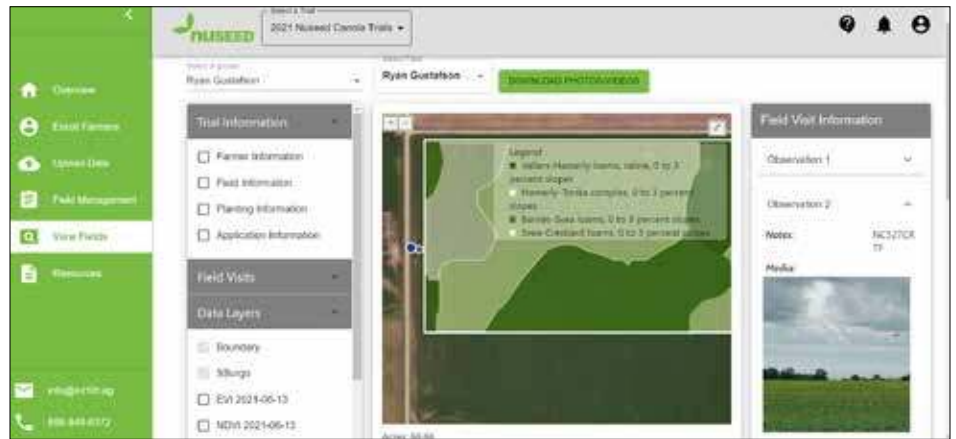 Select a Trial
nuseed
2021 Nuseed Canola Trials
Ryan Gustafson
Ryan Gustafson
DOWNLOAD PHOTOS/VIDEOS
Overview
Enroll Farmers
Upload Data
Field Management
View Fields
Resources
Trial Information
Farmer Information
Field Information
Planting Information
Application Information
Field Visits
Data Layers
Boundary
SSurgo
EVI 2021-06-13
NDVI 2021-06-13
Legend
Vallers-Hamerly loams, saline, 0 to 3
percent slopes
Hamerly-Tonka complex, 0 to 3 percent
slopes
Barnes-Svea loams, 0 to 3 percent slopes
Svea-Cresbard loams, 0 to 3 percent slopes
Field Visit Information
Observation 1
Observation 2
Notes:
Media: